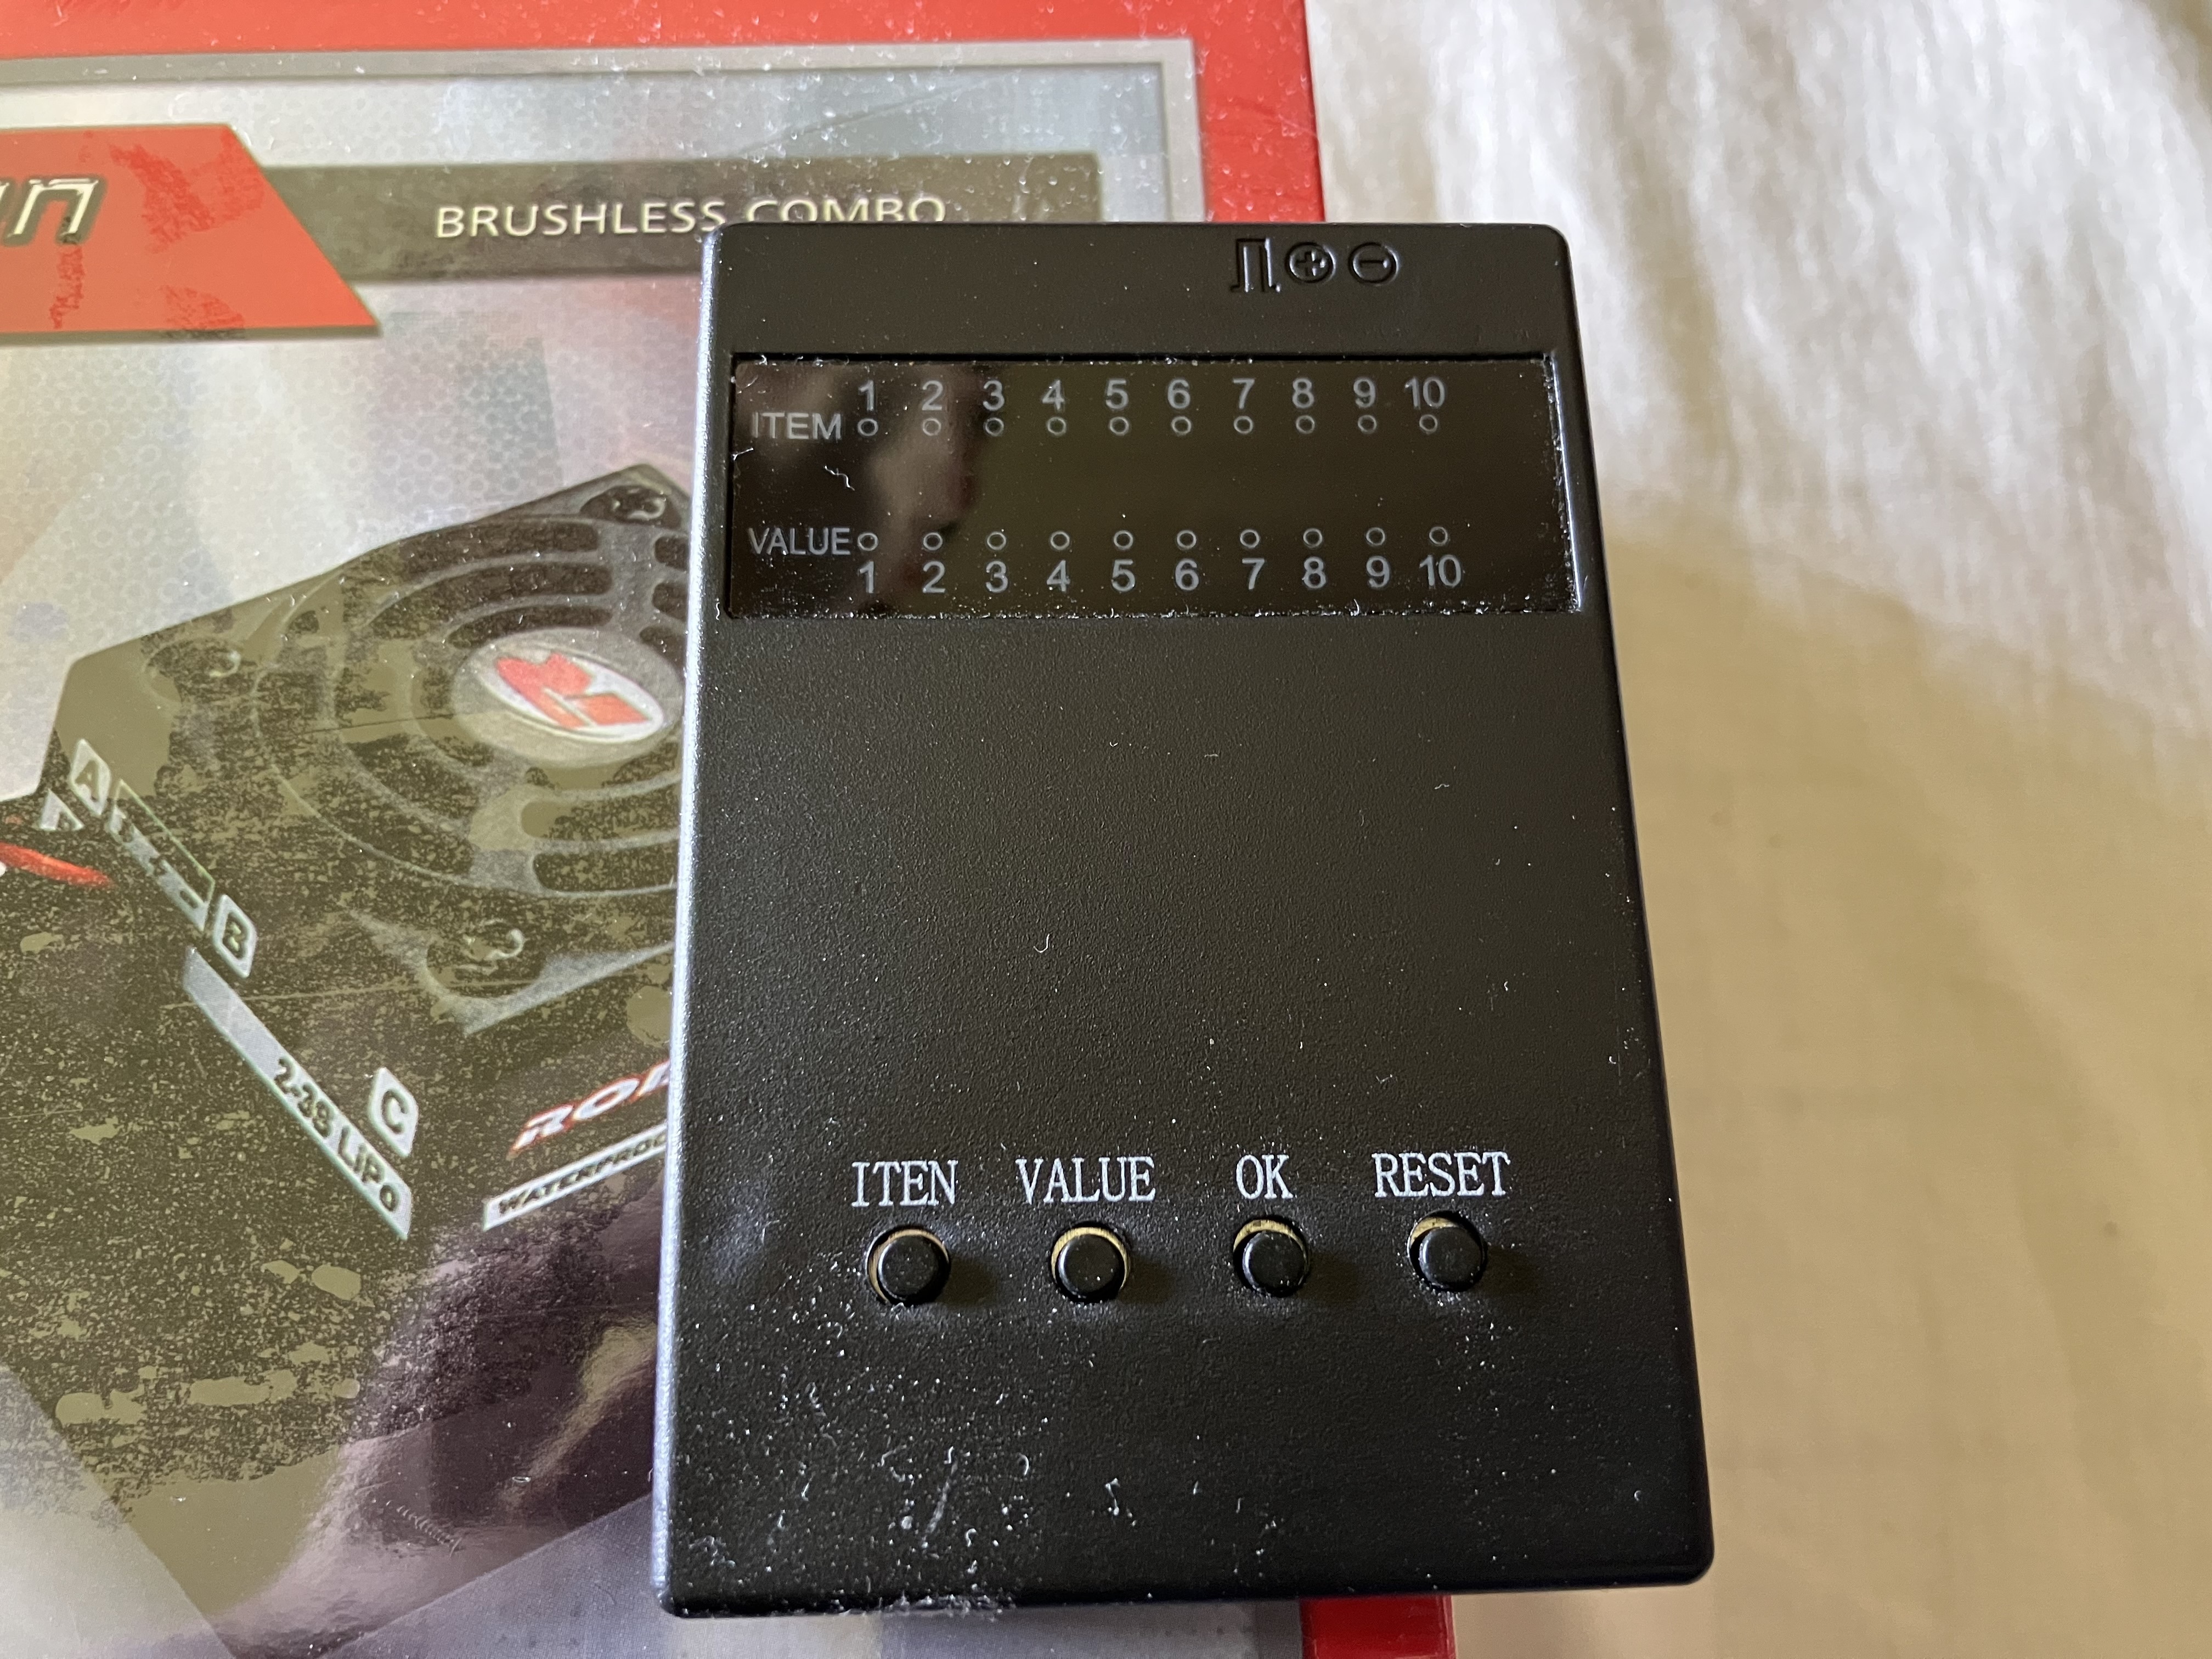 BRUSHLESS COMBO
1 2 3 4 5 6 7 8 9 10
ITEM
VALUE
1 2 3 4 5 6 7 8 9 10
A
B
C
2-3S LiPo
ITEN VALUE OK RESET